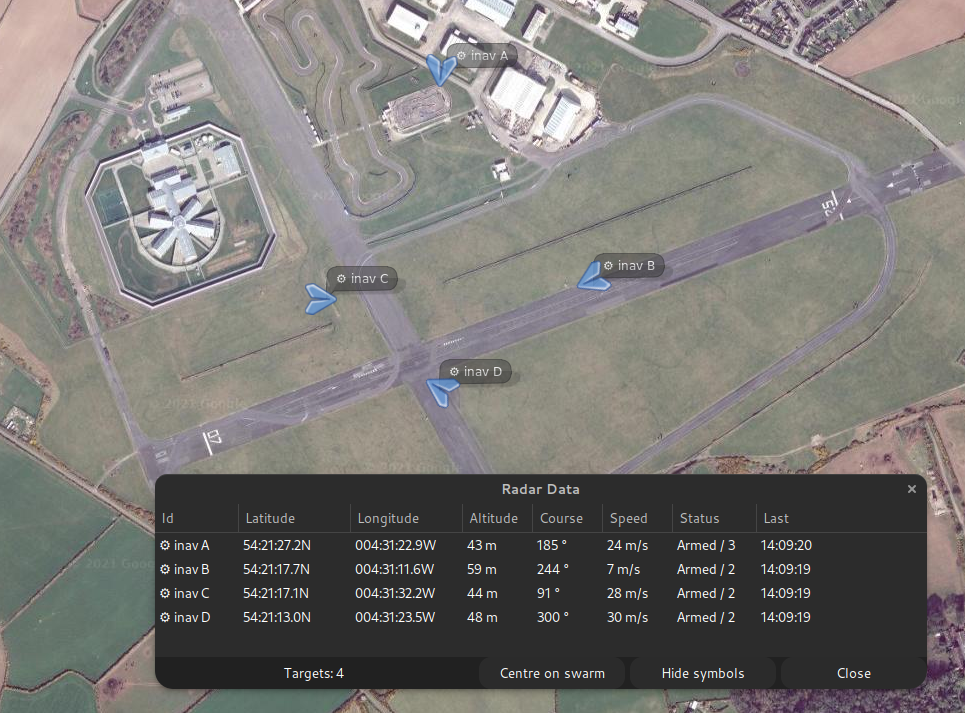 © 2021 Google
inav A
inav C
inav B
inav D
07
Radar Data
Id Latitude Longitude Altitude Course Speed Status Last
inav A 54:21:27.2N 004:31:22.9W 43 m 185 ° 24 m/s Armed / 3 14:09:20
inav B 54:21:17.7N 004:31:11.6W 59 m 244 ° 7 m/s Armed / 2 14:09:19
inav C 54:21:17.1N 004:31:32.2W 44 m 91 ° 28 m/s Armed / 2 14:09:19
inav D 54:21:13.0N 004:31:23.5W 48 m 300 ° 30 m/s Armed / 2 14:09:19
Targets: 4 Centre on swarm Hide symbols Close